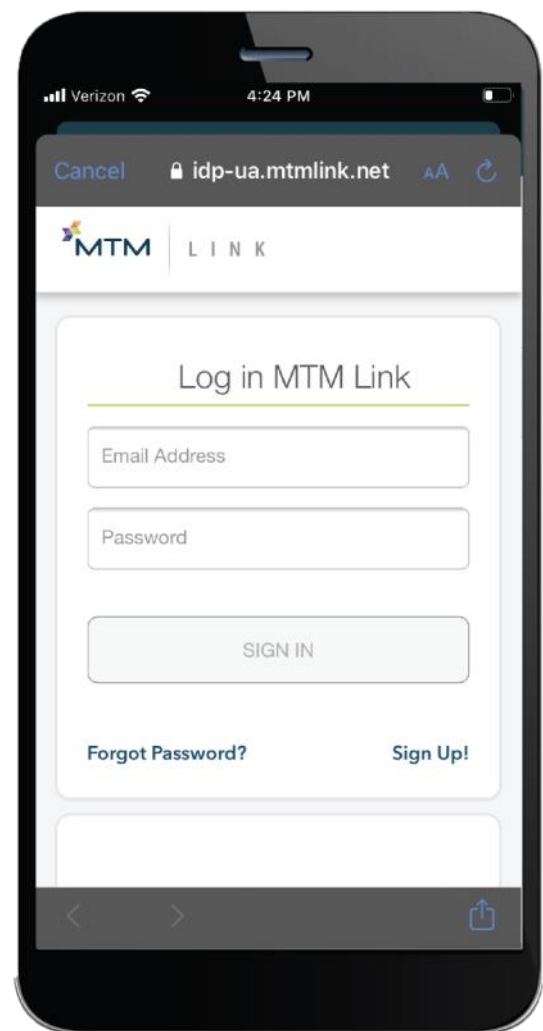 Verizon 4:24 PM
Cancel idp-ua.mtmlink.net AA
MTM LINK
Log in MTM Link
Email Address
Password
SIGN IN
Forgot Password? Sign Up!